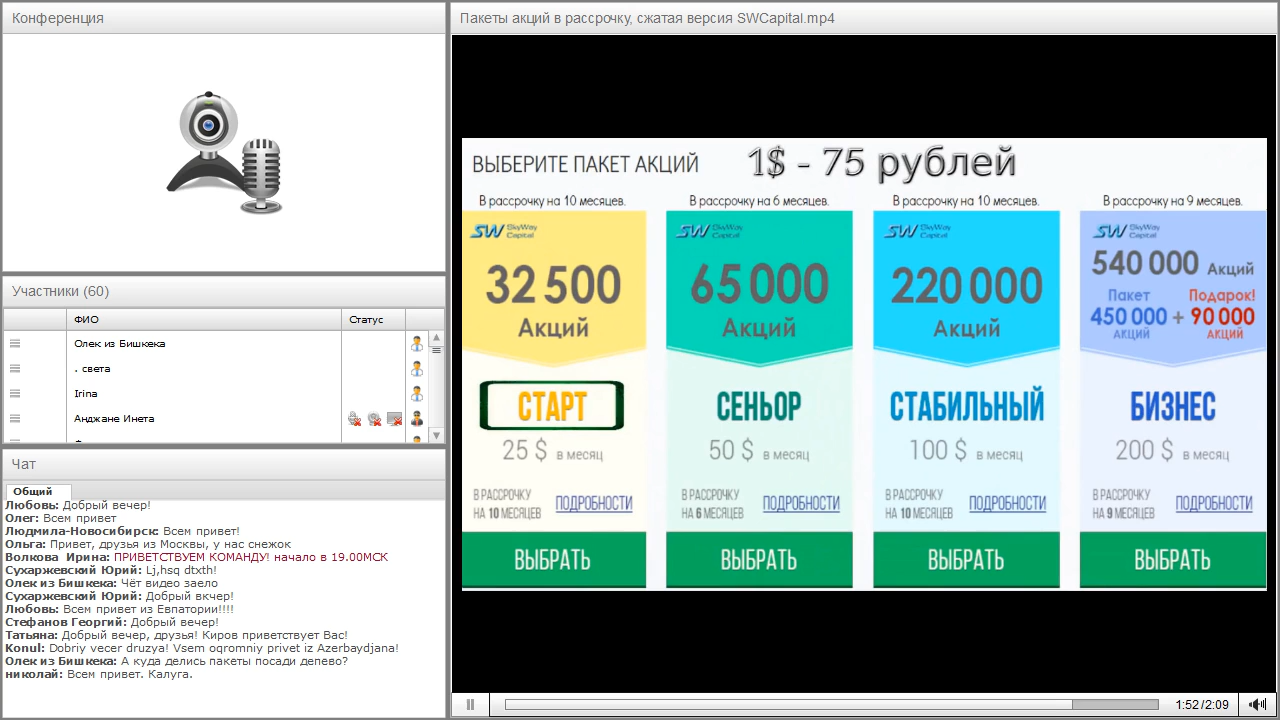 Конференция
Участники (60)
ФИО
Статус
Олек из Бишкека
. света
Irina
Анджане Инета
Чат
Общий
Любовь: Добрый вечер!
Олег: Всем привет
Людмила-Новосибирск: Всем привет!
Ольга: Привет, друзья из Москвы, у нас снежок
Волкова Ирина: ПРИВЕТСТВУЕМ КОМАНДУ! начало в 19.00МСК
Сухаржевский Юрий: Lj,hsq dtxth!
Олек из Бишкека: Чёт видео заело
Сухаржевский Юрий: Добрый вкчер!
Любовь: Всем привет из Евпатории!!!!
Стефанов Георгий: Добрый вечер!
Татьяна: Добрый вечер, друзья! Киров приветствует Вас!
Konul: Dobriy vecer druzya! Vsem oqromniy privet iz Azerbaydjana!
Олек из Бишкека: А куда делись пакеты посади депево?
николай: Всем привет. Калуга.
Пакеты акций в рассрочку, сжатая версия SWCapital.mp4
ВЫБЕРИТЕ ПАКЕТ АКЦИЙ 1$ - 75 рублей
В рассрочку на 10 месяцев.
SW SkyWay Capital
32 500
Акций
СТАРТ
25 $ в месяц
В РАССРОЧКУ
НА 10 МЕСЯЦЕВ
ПОДРОБНОСТИ
ВЫБРАТЬ
В рассрочку на 6 месяцев.
SW SkyWay Capital
65 000
Акций
СЕНЬОР
50 $ в месяц
В РАССРОЧКУ
НА 6 МЕСЯЦЕВ
ПОДРОБНОСТИ
ВЫБРАТЬ
В рассрочку на 10 месяцев.
SW SkyWay Capital
220 000
Акций
СТАБИЛЬНЫЙ
100 $ в месяц
В РАССРОЧКУ
НА 10 МЕСЯЦЕВ
ПОДРОБНОСТИ
ВЫБРАТЬ
В рассрочку на 9 месяцев.
SW SkyWay Capital
540 000 Акций
Пакет Подарок!
450 000 + 90 000
АКЦИЙ АКЦИЙ
БИЗНЕС
200 $ в месяц
В РАССРОЧКУ
НА 9 МЕСЯЦЕВ
ПОДРОБНОСТИ
ВЫБРАТЬ
1:52/2:09